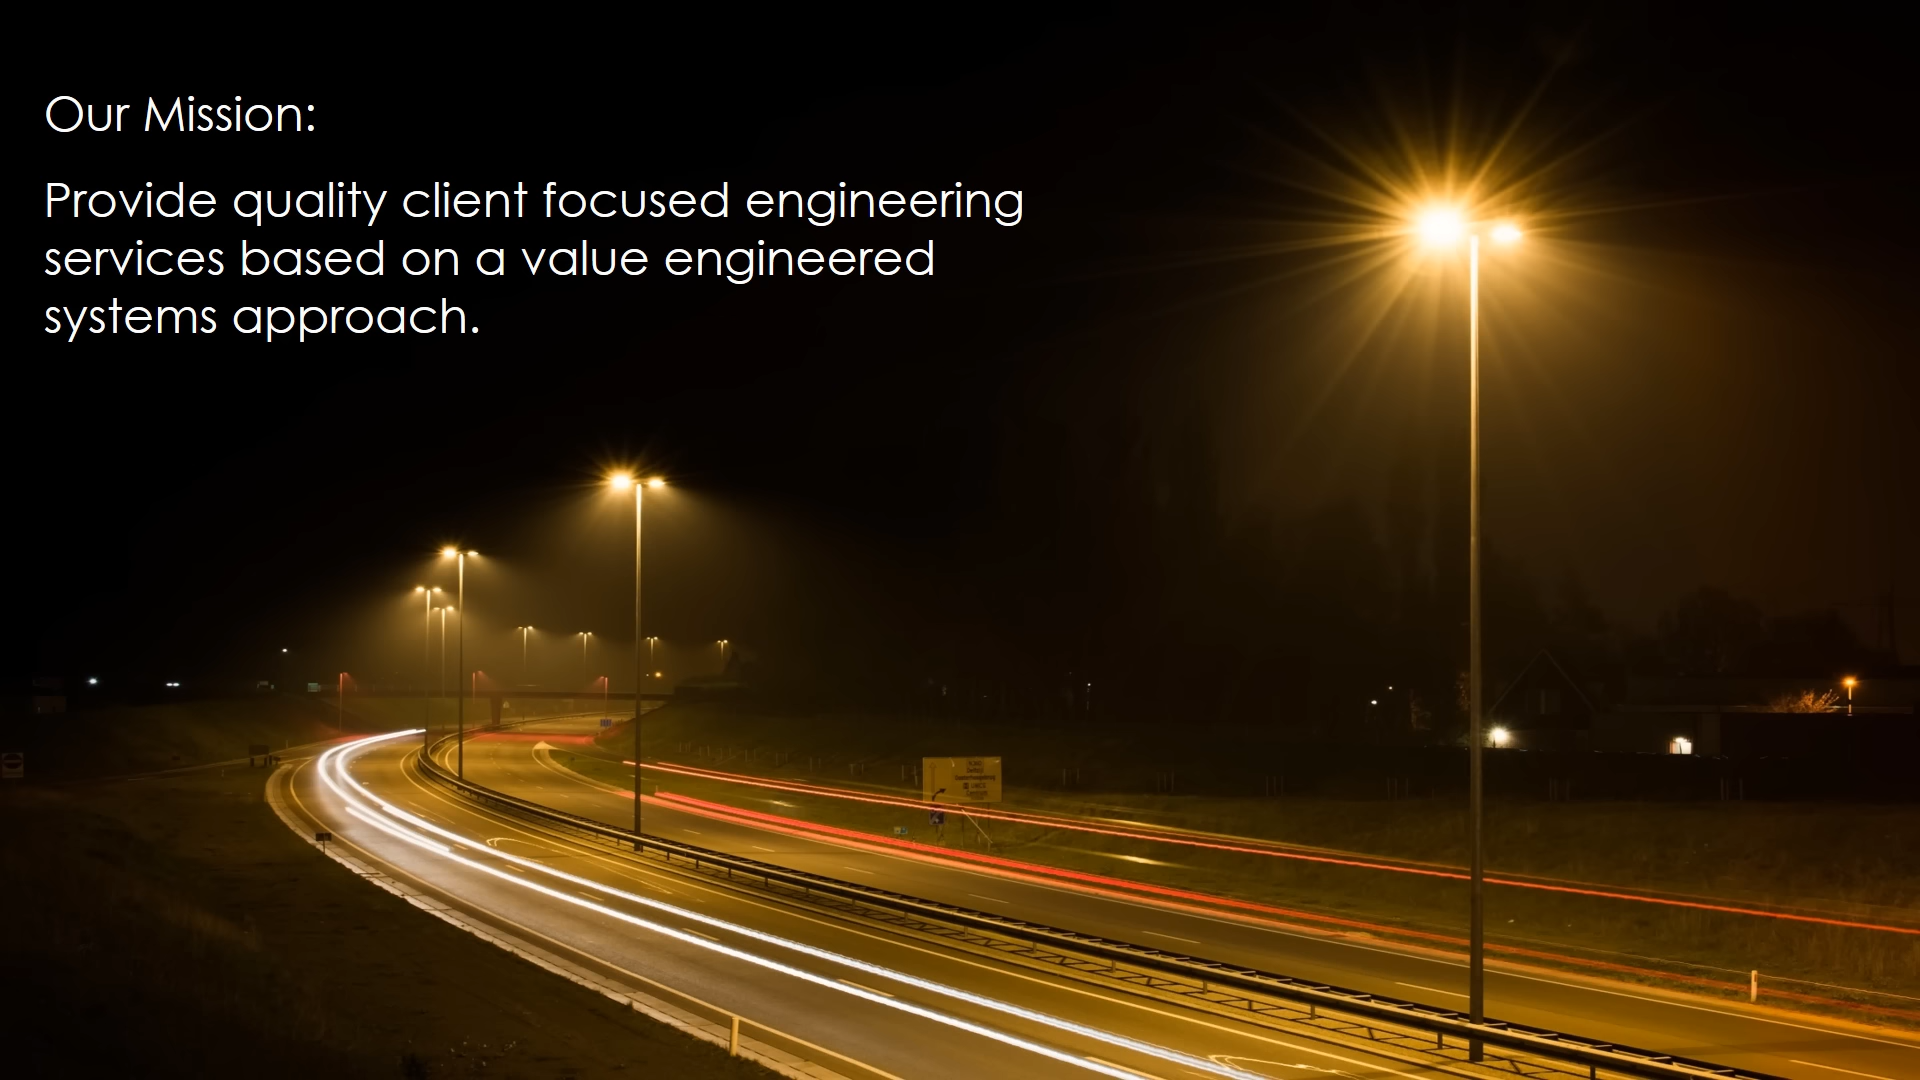 Our Mission:
Provide quality client focused engineering
services based on a value engineered
systems approach.